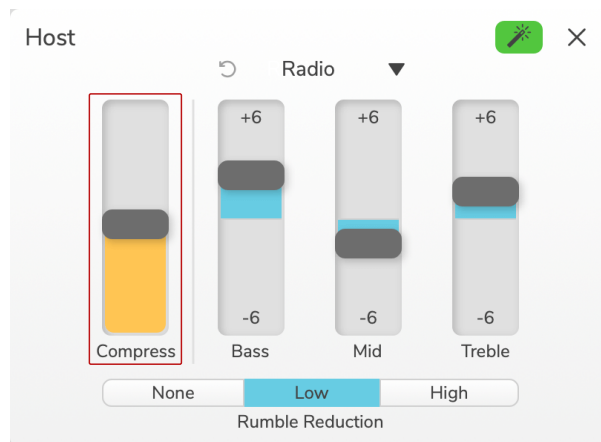 Host
Radio
+6 +6 +6
-6 -6 -6
Compress Bass Mid Treble
None Low High
Rumble Reduction